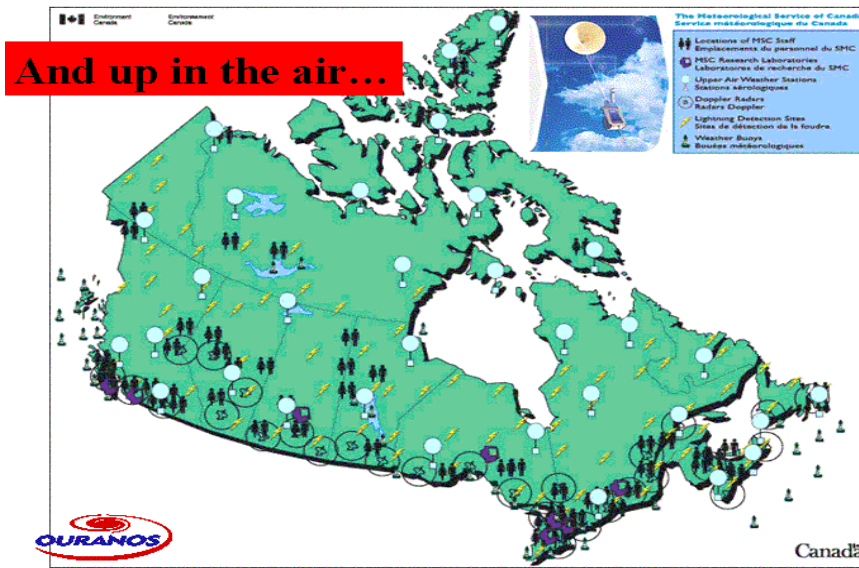 Environment Canada
Environnement Canada
And up in the air...
The Meteorological Service of Canada
Service météorologique du Canada
Locations of MSC Staff
Emplacements du personnel du SMC
MSC Research Laboratories
Laboratoires de recherche du SMC
Upper Air Weather Stations
Stations aérologiques
Doppler Radars
Radars Doppler
Lightning Detection Sites
Sites de détection de la foudre
Weather Buoys
Bouées météorologiques
OURANOS
Canada